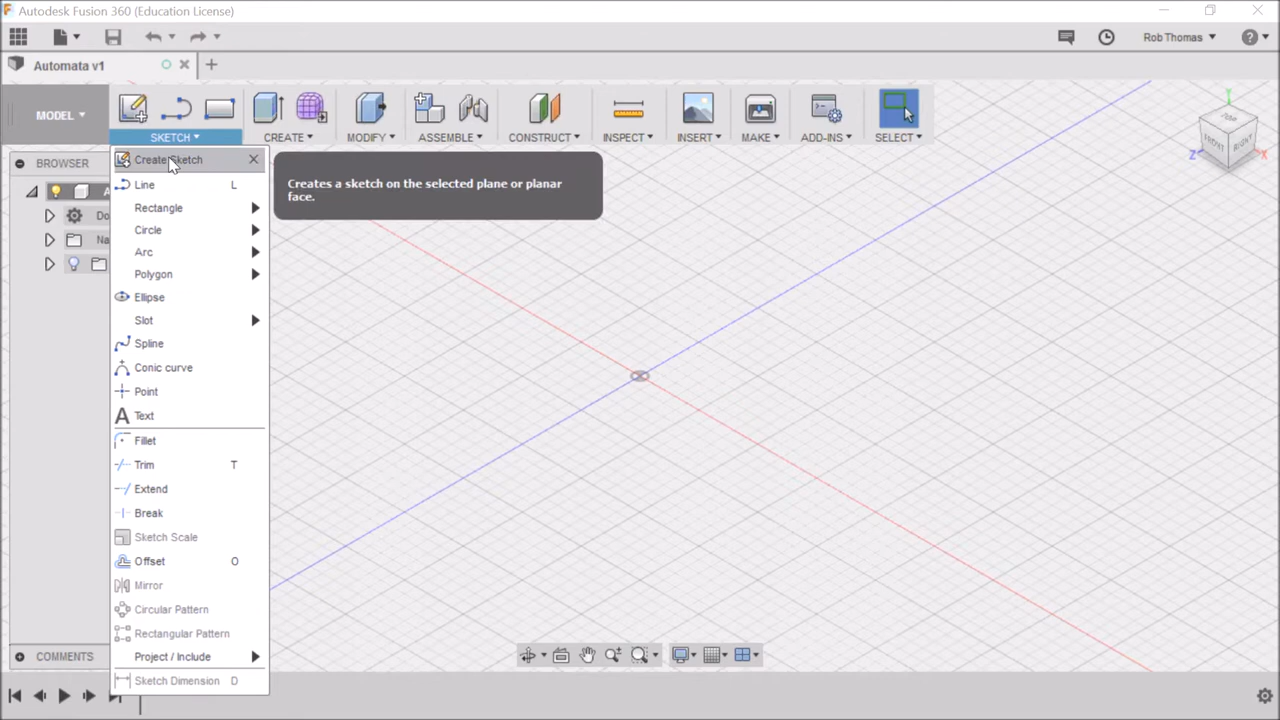 Autodesk Fusion 360 (Education License)
Rob Thomas
Automata v1
MODEL
SKETCH
CREATE
MODIFY
ASSEMBLE
CONSTRUCT
INSPECT
INSERT
MAKE
ADD-INS
SELECT
BROWSER
A
Do
Na
Create Sketch
Line L
Rectangle
Circle
Arc
Polygon
Ellipse
Slot
Spline
Conic curve
Point
Text
Fillet
Trim T
Extend
Break
Sketch Scale
Offset O
Mirror
Circular Pattern
Rectangular Pattern
Project / Include
Sketch Dimension D
Creates a sketch on the selected plane or planar
face.
Y
TOP
FRONT
RIGHT
Z
X
COMMENTS